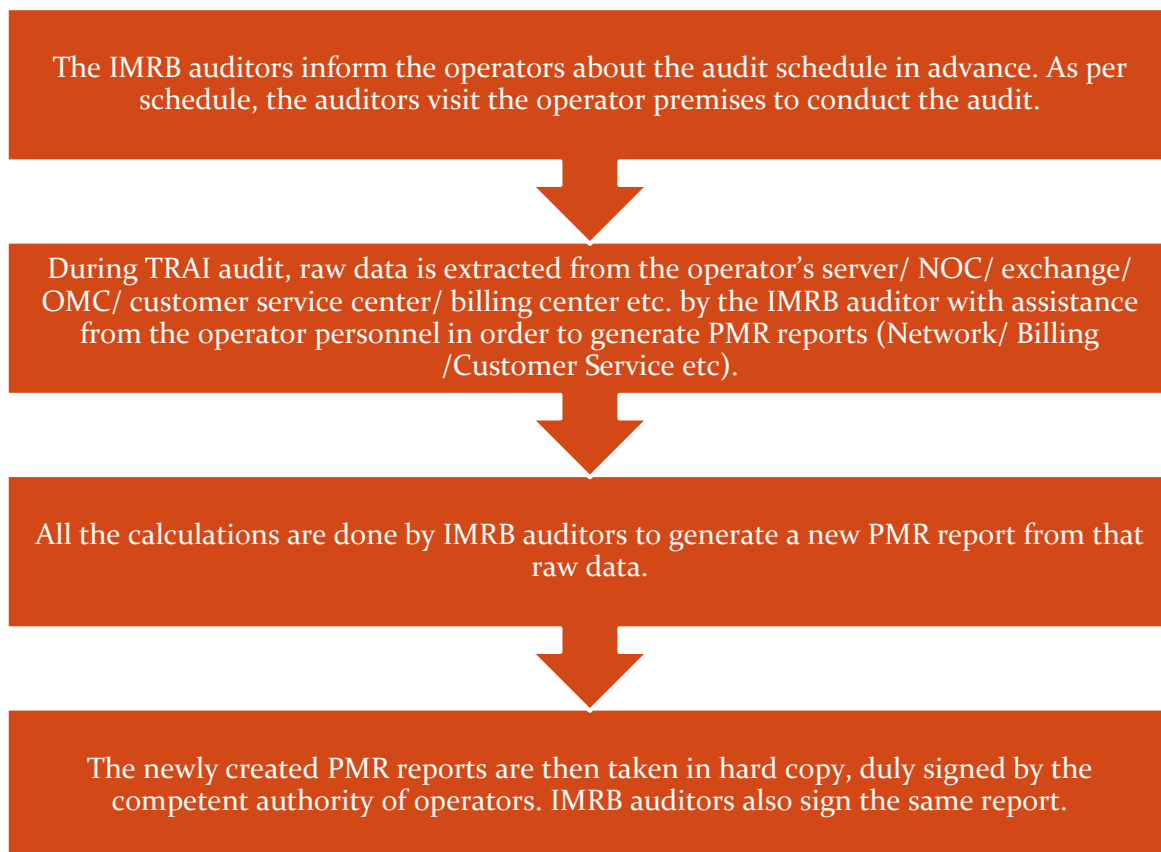 The IMRB auditors inform the operators about the audit schedule in advance. As per
schedule, the auditors visit the operator premises to conduct the audit.
During TRAI audit, raw data is extracted from the operator’s server/ NOC/ exchange/
OMC/ customer service center/ billing center etc. by the IMRB auditor with assistance
from the operator personnel in order to generate PMR reports (Network/ Billing
/Customer Service etc).
All the calculations are done by IMRB auditors to generate a new PMR report from that
raw data.
The newly created PMR reports are then taken in hard copy, duly signed by the
competent authority of operators. IMRB auditors also sign the same report.